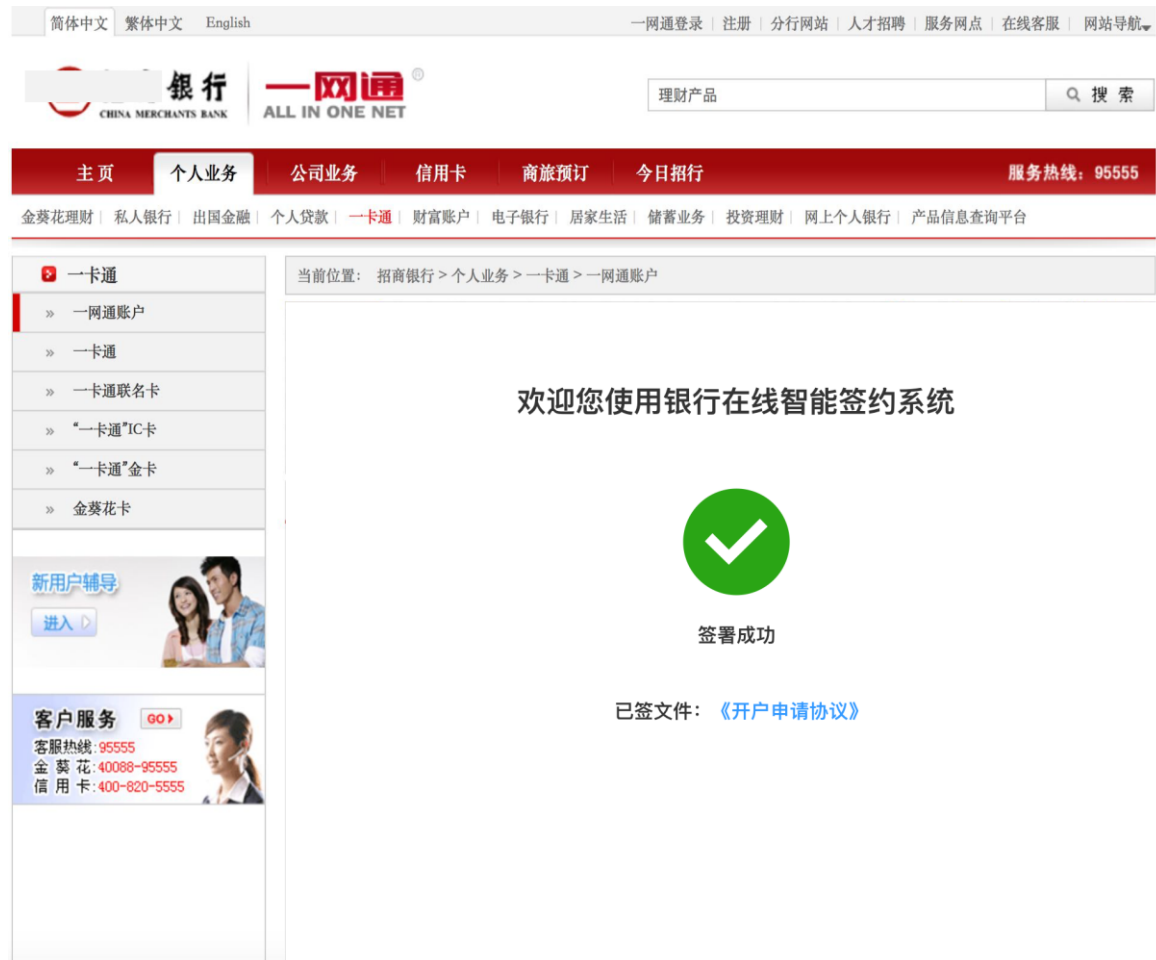 简体中文 繁体中文 English
一网通登录 注册 分行网站 人才招聘 服务网点 在线客服 网站导航
银行
CHINA MERCHANTS BANK
一网通®
ALL IN ONE NET
理财产品
搜 索
主页 个人业务 公司业务 信用卡 商旅预订 今日招行 服务热线：95555
金葵花理财 私人银行 出国金融 个人贷款 一卡通 财富账户 电子银行 居家生活 储蓄业务 投资理财 网上个人银行 产品信息查询平台
一卡通
» 一网通账户
» 一卡通
» 一卡通联名卡
» “一卡通”IC卡
» “一卡通”金卡
» 金葵花卡
新用户辅导
进入
客户服务 GO
客服热线:95555
金 葵 花:40088-95555
信 用 卡:400-820-5555
当前位置： 招商银行 > 个人业务 > 一卡通 > 一网通账户
欢迎您使用银行在线智能签约系统
签署成功
已签文件：《开户申请协议》